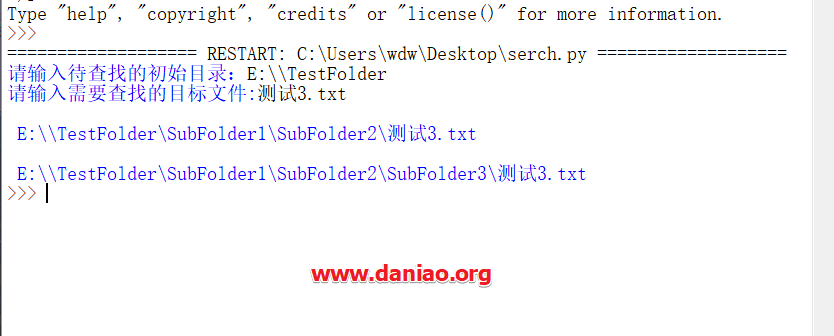 Type "help", "copyright", "credits" or "license()" for more information.
>>>
=================== RESTART: C:\Users\wdw\Desktop\serch.py ===================
请输入待查找的初始目录：E:\\TestFolder
请输入需要查找的目标文件:测试3.txt
E:\\TestFolder\SubFolder1\SubFolder2\测试3.txt
E:\\TestFolder\SubFolder1\SubFolder2\SubFolder3\测试3.txt
>>>
www.daniao.org